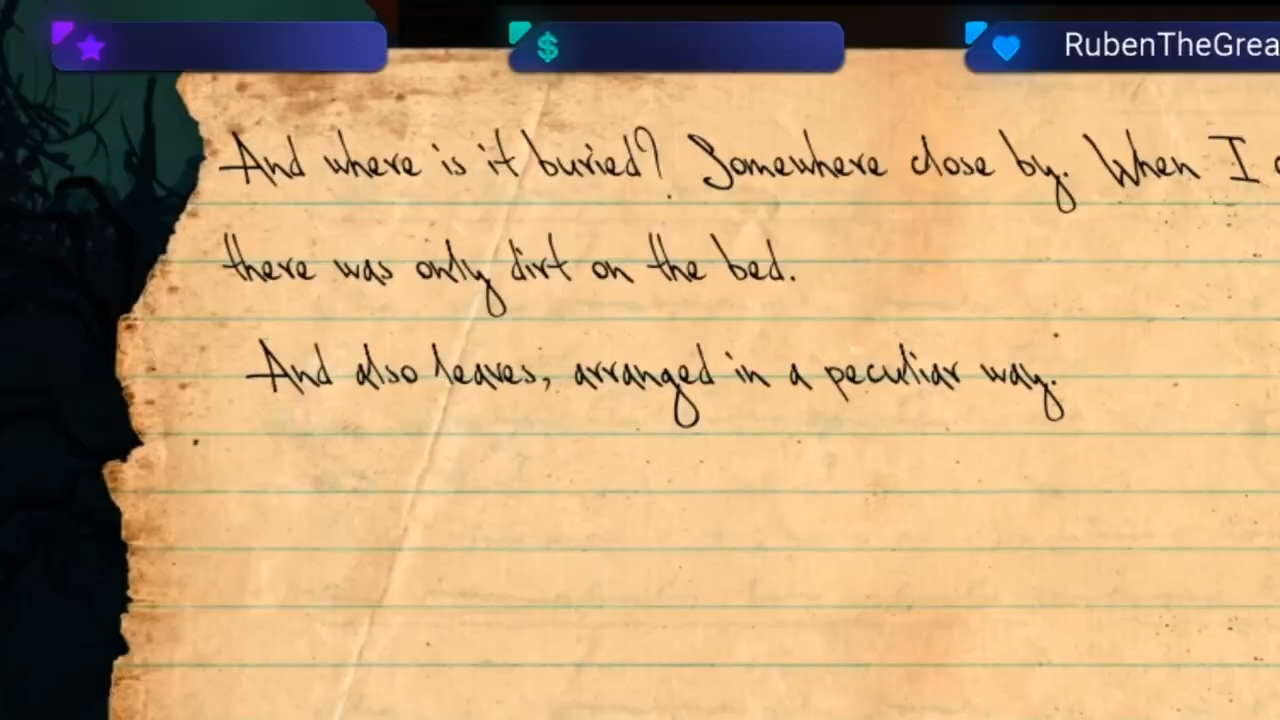 RubenTheGrea
And where is it buried? Somewhere close by. When I
there was only dirt on the bed.
And also leaves, arranged in a peculiar way.